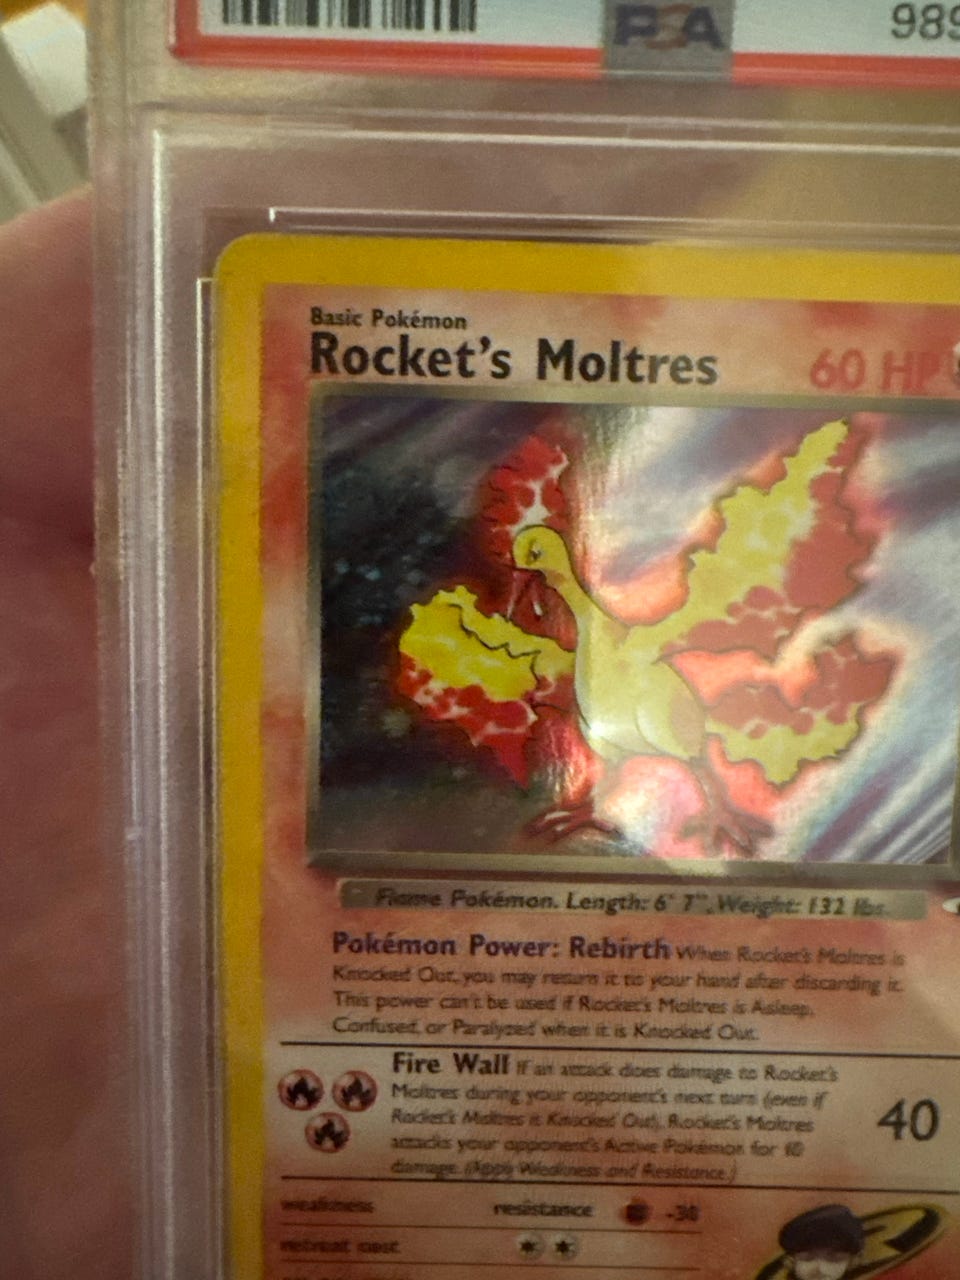 PSA
989
Basic Pokémon
Rocket's Moltres 60 HP
Flame Pokémon. Length: 6' 7", Weight: 132 lbs.
Pokémon Power: Rebirth When Rocket's Moltres is
Knocked Out, you may return it to your hand after discarding it.
This power can't be used if Rocket's Moltres is Asleep,
Confused, or Paralyzed when it is Knocked Out.
Fire Wall If an attack does damage to Rocket's
Moltres during your opponent's next turn (even if
Rocket's Moltres is Knocked Out), Rocket's Moltres
attacks your opponent's Active Pokémon for 10
damage. (Apply Weakness and Resistance.)
40
weakness resistance -30
retreat cost